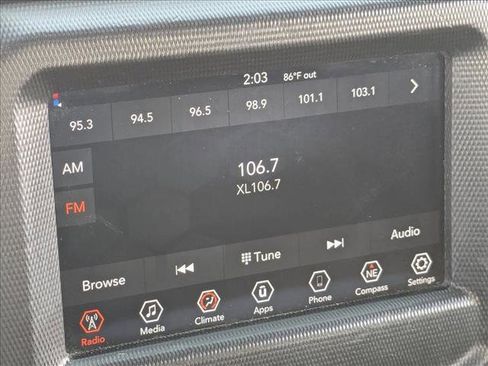 2:03 86°F out
95.3 94.5 96.5 98.9 101.1 103.1
AM
106.7
XL106.7
FM
Browse Tune Audio
Radio Media Climate Apps Phone NE Compass Settings